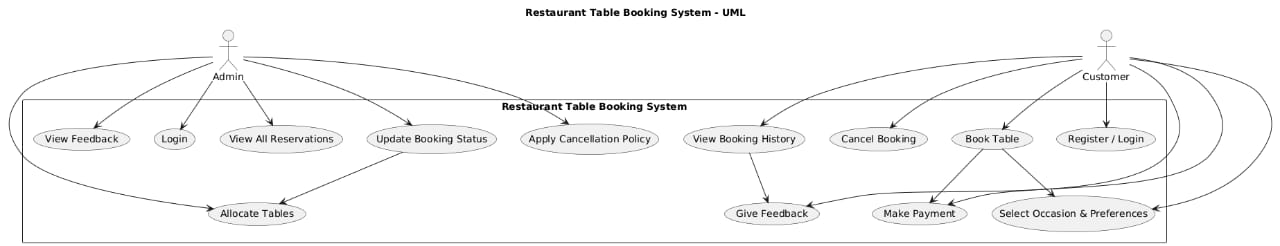 Restaurant Table Booking System - UML
Admin
Customer
Restaurant Table Booking System
View Feedback
Login
View All Reservations
Update Booking Status
Apply Cancellation Policy
View Booking History
Cancel Booking
Book Table
Register / Login
Allocate Tables
Give Feedback
Make Payment
Select Occasion & Preferences